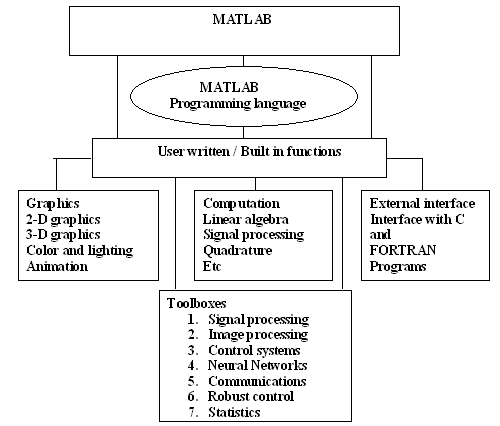 MATLAB
MATLAB
Programming language
User written / Built in functions
Graphics
2-D graphics
3-D graphics
Color and lighting
Animation
Computation
Linear algebra
Signal processing
Quadrature
Etc
External interface
Interface with C
and
FORTRAN
Programs
Toolboxes
1. Signal processing
2. Image processing
3. Control systems
4. Neural Networks
5. Communications
6. Robust control
7. Statistics